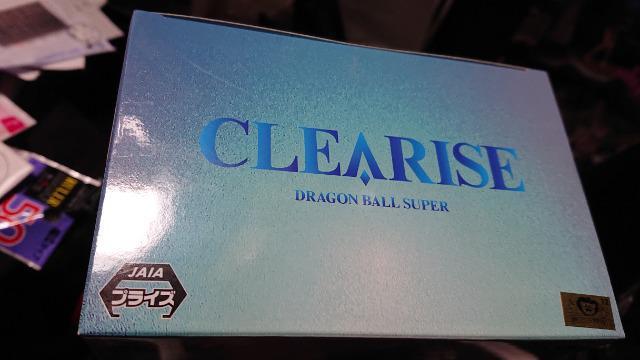 CLEARISE
DRAGON BALL SUPER
JAIA
プライズ